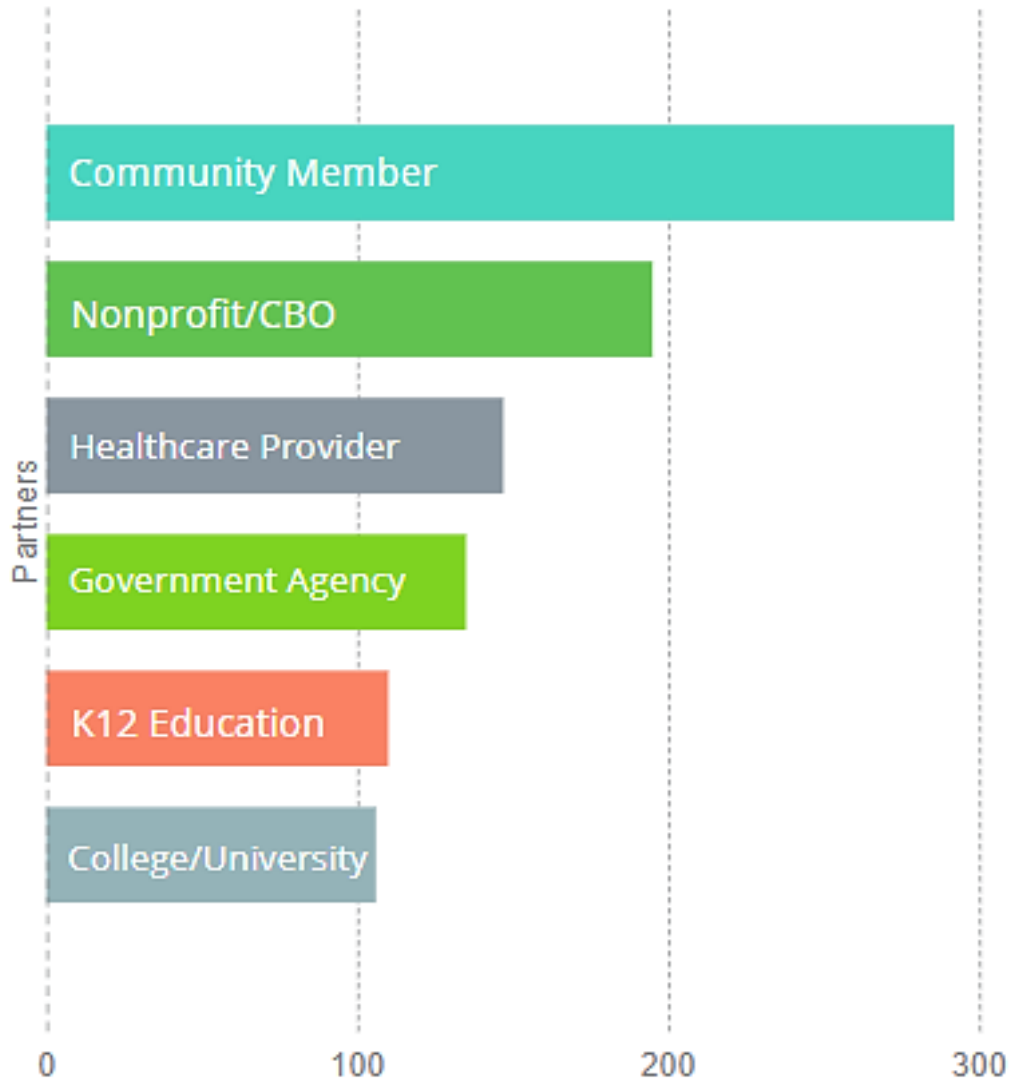 Community Member
Nonprofit/CBO
Healthcare Provider
Partners
Government Agency
K12 Education
College/University
0 100 200 300